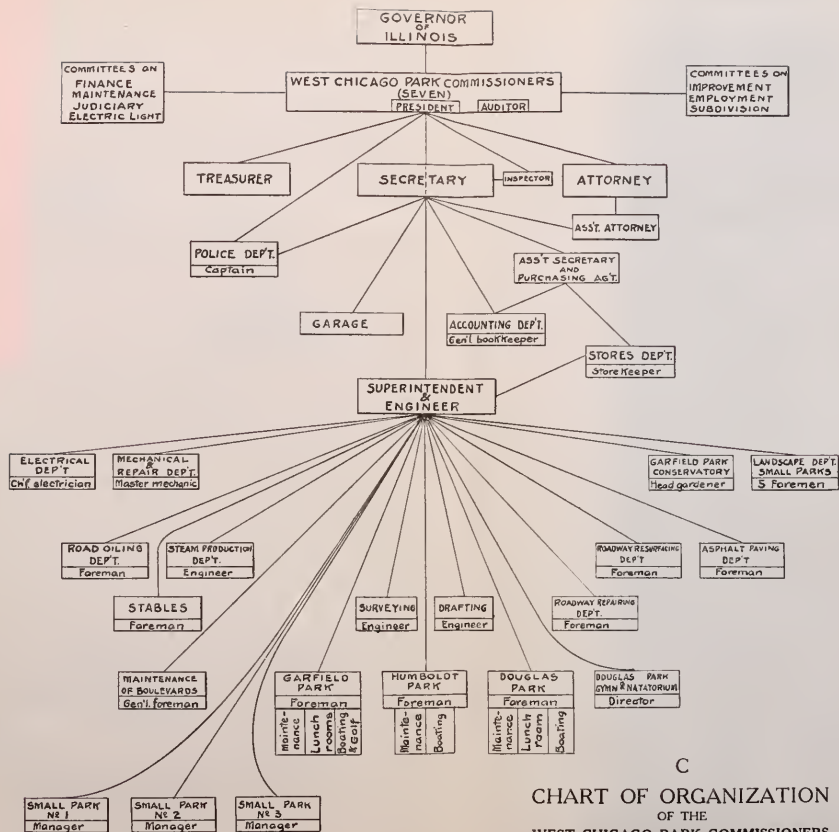 GOVERNOR
OF
ILLINOIS
COMMITTEES ON
FINANCE
MAINTENANCE
JUDICIARY
ELECTRIC LIGHT
WEST CHICAGO PARK COMMISSIONERS
(SEVEN)
PRESIDENT
AUDITOR
COMMITTEES ON
IMPROVEMENT
EMPLOYMENT
SUBDIVISION
TREASURER
SECRETARY
INSPECTOR
ATTORNEY
ASS'T. ATTORNEY
POLICE DEP'T.
Captain
ASS'T SECRETARY
AND
PURCHASING AG'T.
GARAGE
ACCOUNTING DEP'T.
Gen'l bookkeeper
STORES DEP'T.
Store Keeper
SUPERINTENDENT
&
ENGINEER
ELECTRICAL
DEP'T
Ch'f. electrician
MECHANICAL
&
REPAIR DEP'T.
Master mechanic
GARFIELD PARK
CONSERVATORY
Head gardener
LANDSCAPE DEP'T.
SMALL PARKS
5 Foremen
ROAD OILING
DEP'T.
Foreman
STEAM PRODUCTION
DEP'T.
Engineer
ROADWAY RESURFACING
DEP'T
Foreman
ASPHALT PAVING
DEP'T
Foreman
STABLES
Foreman
SURVEYING
Engineer
DRAFTING
Engineer
ROADWAY REPAIRING
DEP'T.
Foreman
MAINTENANCE
OF BOULEVARDS
Gen'l. foreman
GARFIELD
PARK
Foreman
Mainte-
nance
Lunch
rooms
Boating
& Golf
HUMBOLDT
PARK
Foreman
Mainte-
nance
Boating
DOUGLAS
PARK
Foreman
Mainte-
nance
Lunch
room
Boating
DOUGLAS PARK
GYMN & NATATORIUM
Director
SMALL PARK
Nº 1
Manager
SMALL PARK
Nº 2
Manager
SMALL PARK
Nº 3
Manager
C
CHART OF ORGANIZATION
OF THE
WEST CHICAGO PARK COMMISSIONERS